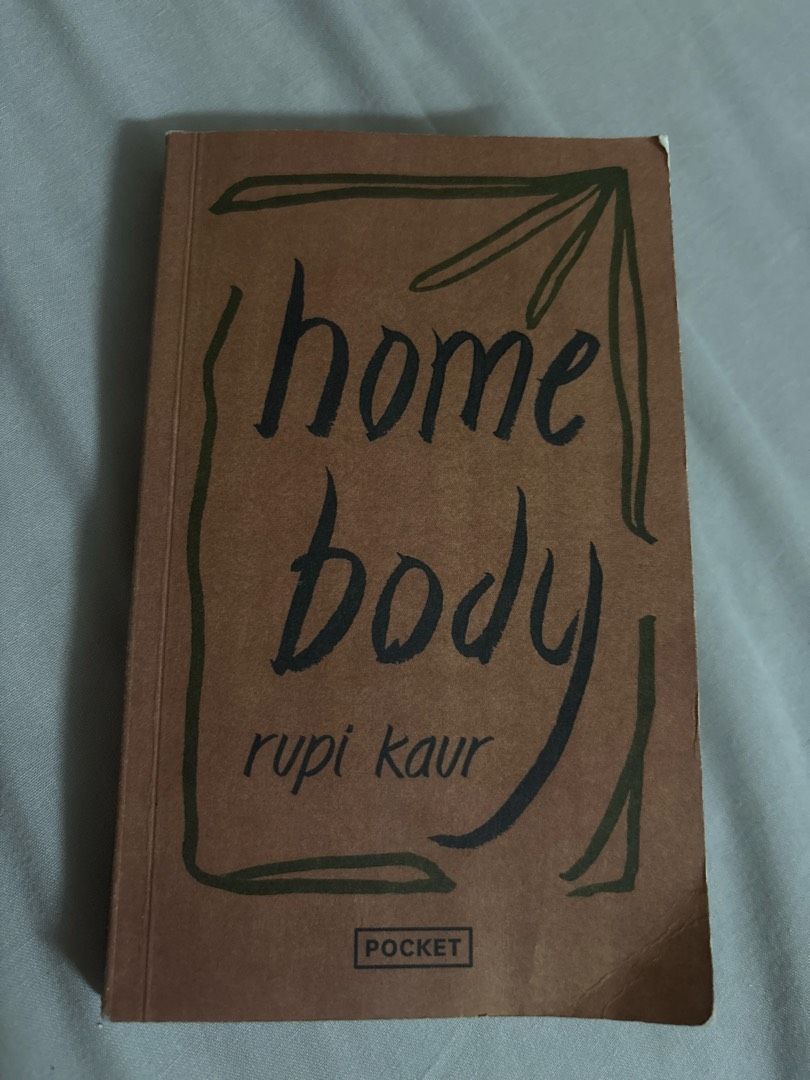 home
body
rupi kaur
POCKET